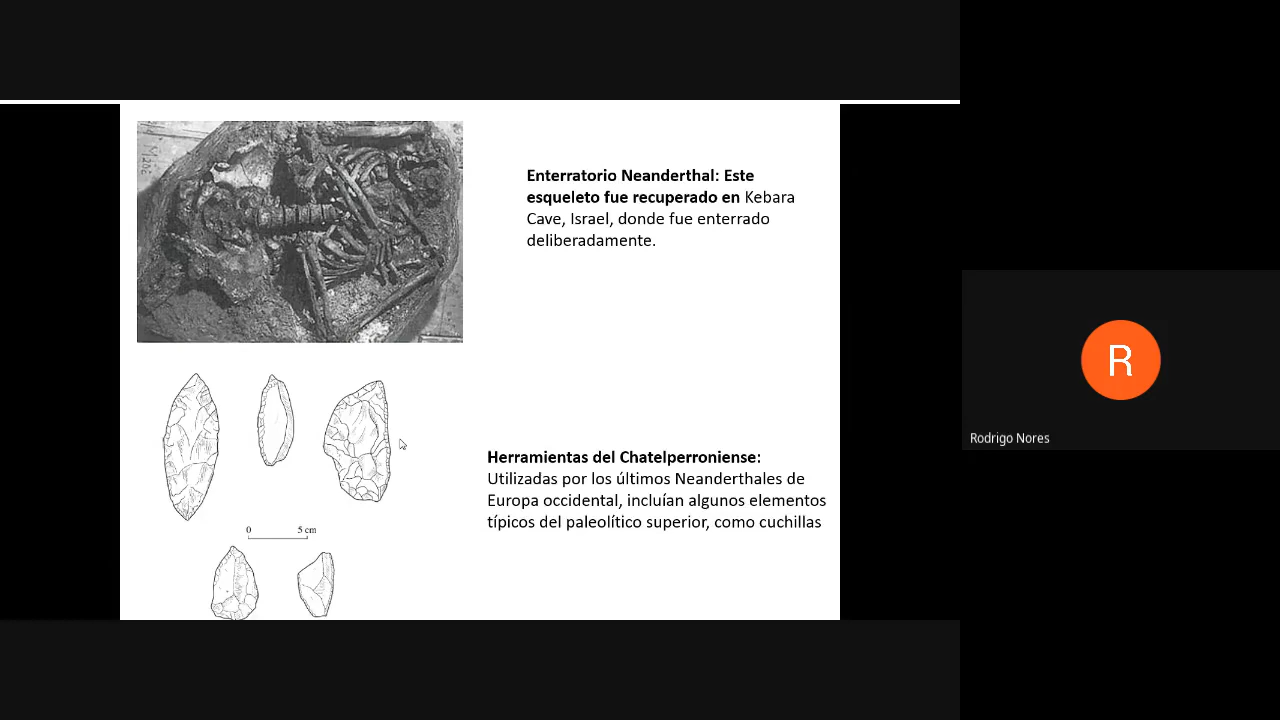 Enterratorio Neanderthal: Este
esqueleto fue recuperado en Kebara
Cave, Israel, donde fue enterrado
deliberadamente.
Herramientas del Chatelperroniense:
Utilizadas por los últimos Neanderthales de
Europa occidental, incluían algunos elementos
típicos del paleolítico superior, como cuchillas
0 5 cm
R
Rodrigo Nores